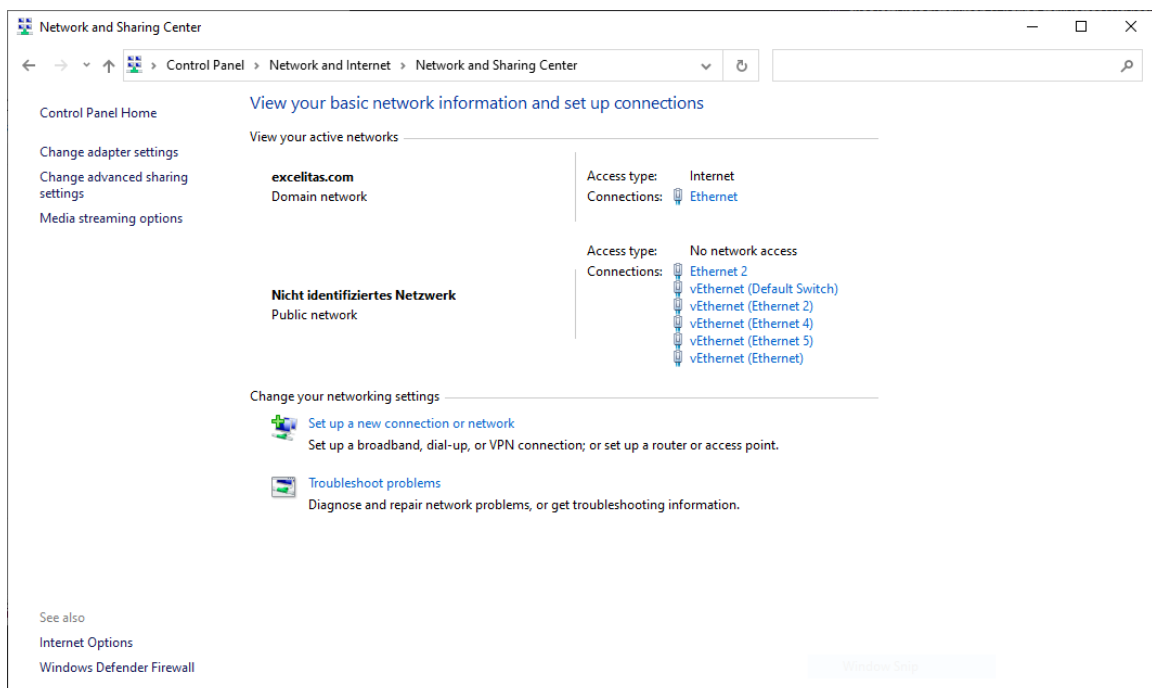 Network and Sharing Center
Control Panel > Network and Internet > Network and Sharing Center
Control Panel Home
Change adapter settings
Change advanced sharing
settings
Media streaming options
View your basic network information and set up connections
View your active networks
excelitas.com
Domain network
Access type: Internet
Connections: Ethernet
Nicht identifiziertes Netzwerk
Public network
Access type: No network access
Connections: Ethernet 2
vEthernet (Default Switch)
vEthernet (Ethernet 2)
vEthernet (Ethernet 4)
vEthernet (Ethernet 5)
vEthernet (Ethernet)
Change your networking settings
Set up a new connection or network
Set up a broadband, dial-up, or VPN connection; or set up a router or access point.
Troubleshoot problems
Diagnose and repair network problems, or get troubleshooting information.
See also
Internet Options
Windows Defender Firewall
Window Snip